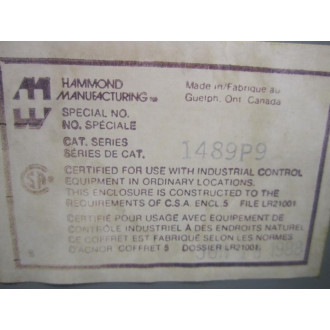 HAMMOND
MANUFACTURING™
Made in/Fabrique au
Guelph, Ont. Canada
SPECIAL NO.
NO. SPÉCIALE
CAT. SERIES
SÉRIES DE CAT.
1489P9
CERTIFIED FOR USE WITH INDUSTRIAL CONTROL
EQUIPMENT IN ORDINARY LOCATIONS.
THIS ENCLOSURE IS CONSTRUCTED TO THE
REQUIREMENTS OF C.S.A. ENCL.5 FILE LR21001
CERTIFIÉ POUR USAGE AVEC EQUIPEMENT DE
CONTRÔLE INDUSTRIEL À DES ENDROITS NATUREL
CE COFFRET EST FABRIQUÉ SELON LES NORMES
D'ACNOR COFFRET 5 DOSSIER LR21001